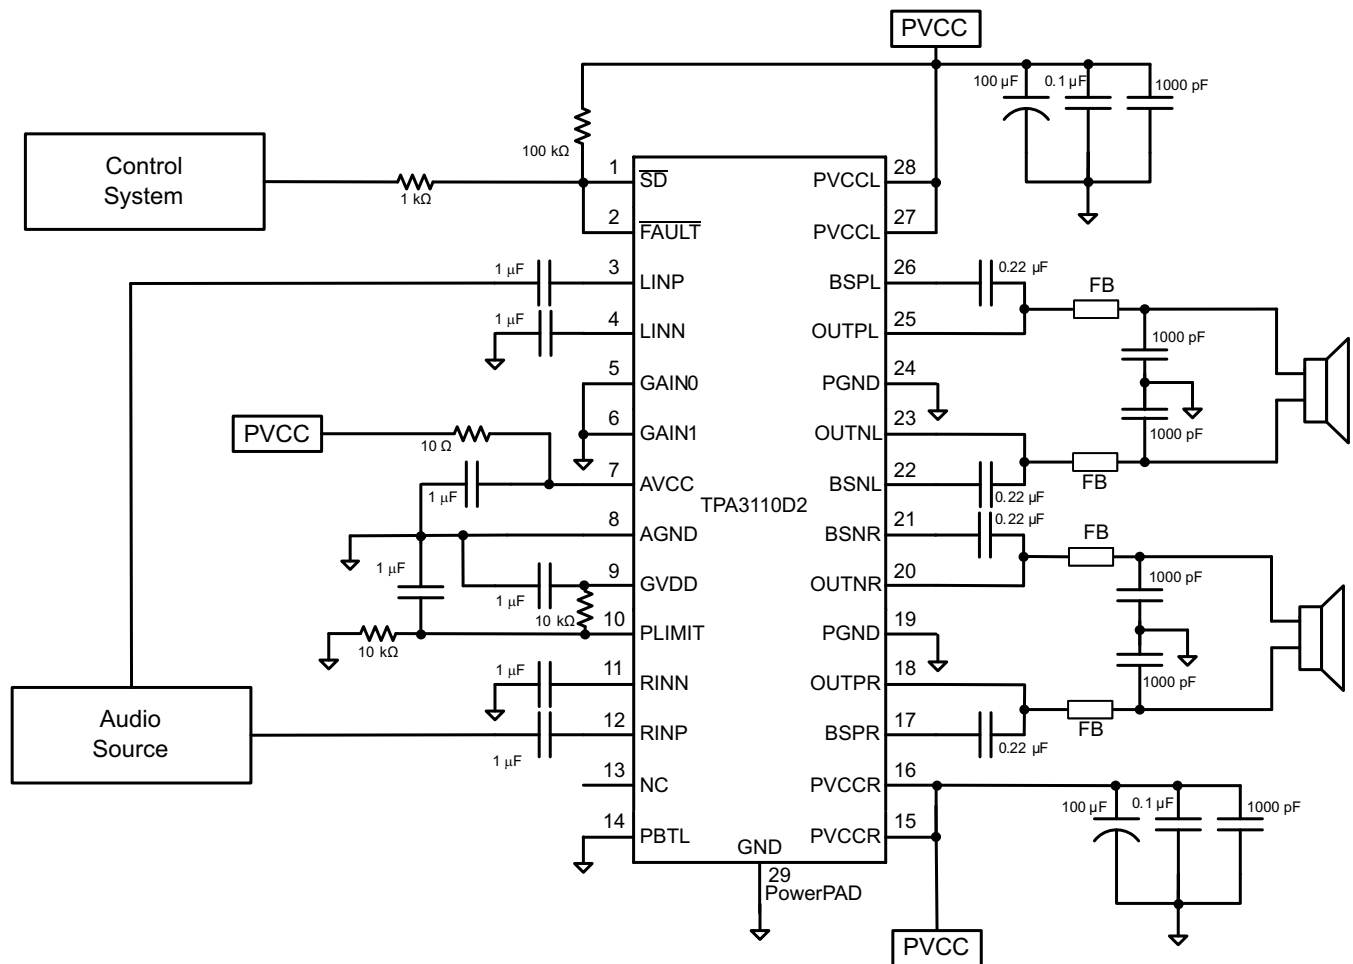 PVCC
100 µF
0.1 µF
1000 pF
Control
System
100 kΩ
1 kΩ
1
SD
28
PVCCL
2
FAULT
27
PVCCL
1 µF
3
LINP
26
BSPL
0.22 µF
FB
1 µF
4
LINN
25
OUTPL
1000 pF
5
GAIN0
24
PGND
PVCC
10 Ω
6
GAIN1
23
OUTNL
1000 pF
1 µF
7
AVCC
22
BSNL
0.22 µF
FB
TPA3110D2
8
AGND
21
BSNR
0.22 µF
FB
1 µF
1 µF
9
GVDD
20
OUTNR
1000 pF
10 kΩ
10 kΩ
10
PLIMIT
19
PGND
1 µF
11
RINN
18
OUTPR
1000 pF
Audio
Source
1 µF
12
RINP
17
BSPR
0.22 µF
FB
13
NC
16
PVCCR
100 µF
0.1 µF
1000 pF
14
PBTL
15
PVCCR
GND
29
PowerPAD
PVCC